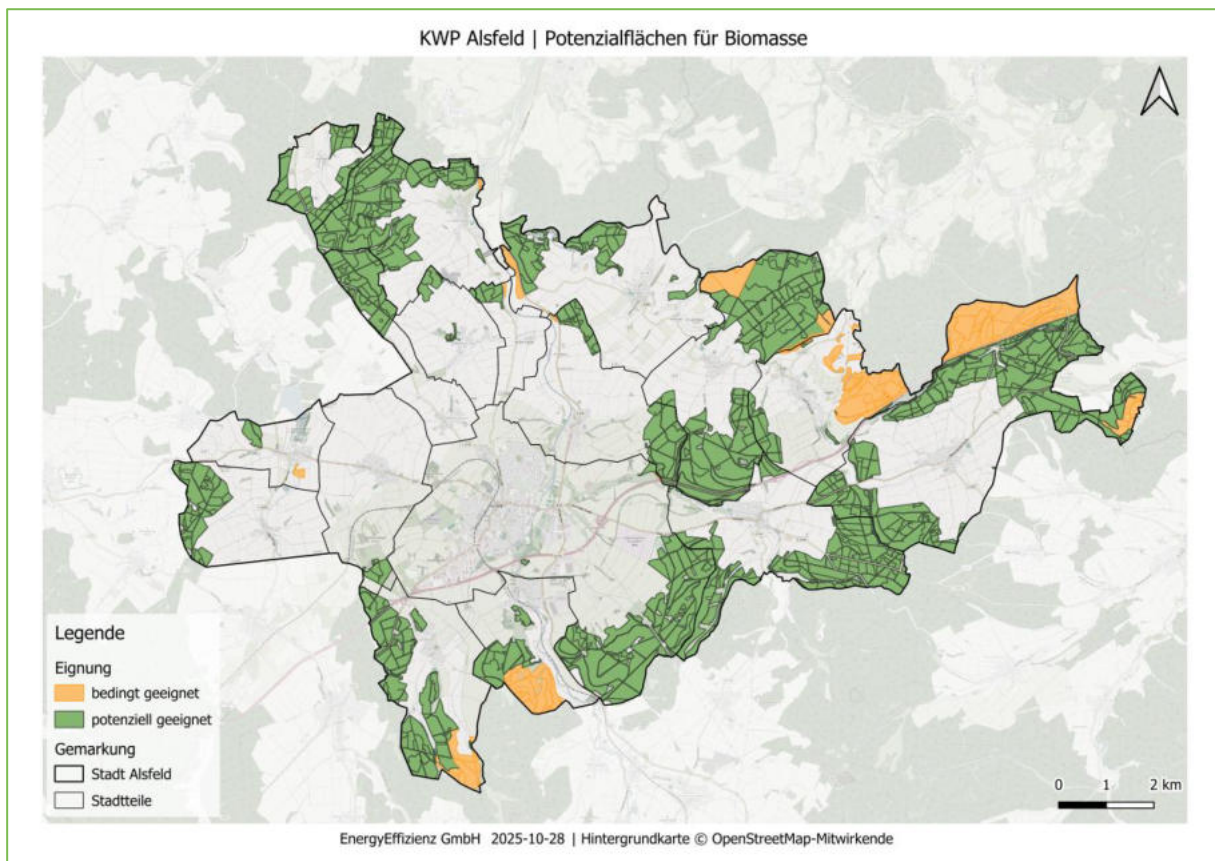 KWP Alsfeld | Potenzialflächen für Biomasse
Legende
Eignung
bedingt geeignet
potenziell geeignet
Gemarkung
Stadt Alsfeld
Stadtteile
0 1 2 km
EnergyEffizienz GmbH 2025-10-28 | Hintergrundkarte © OpenStreetMap-Mitwirkende